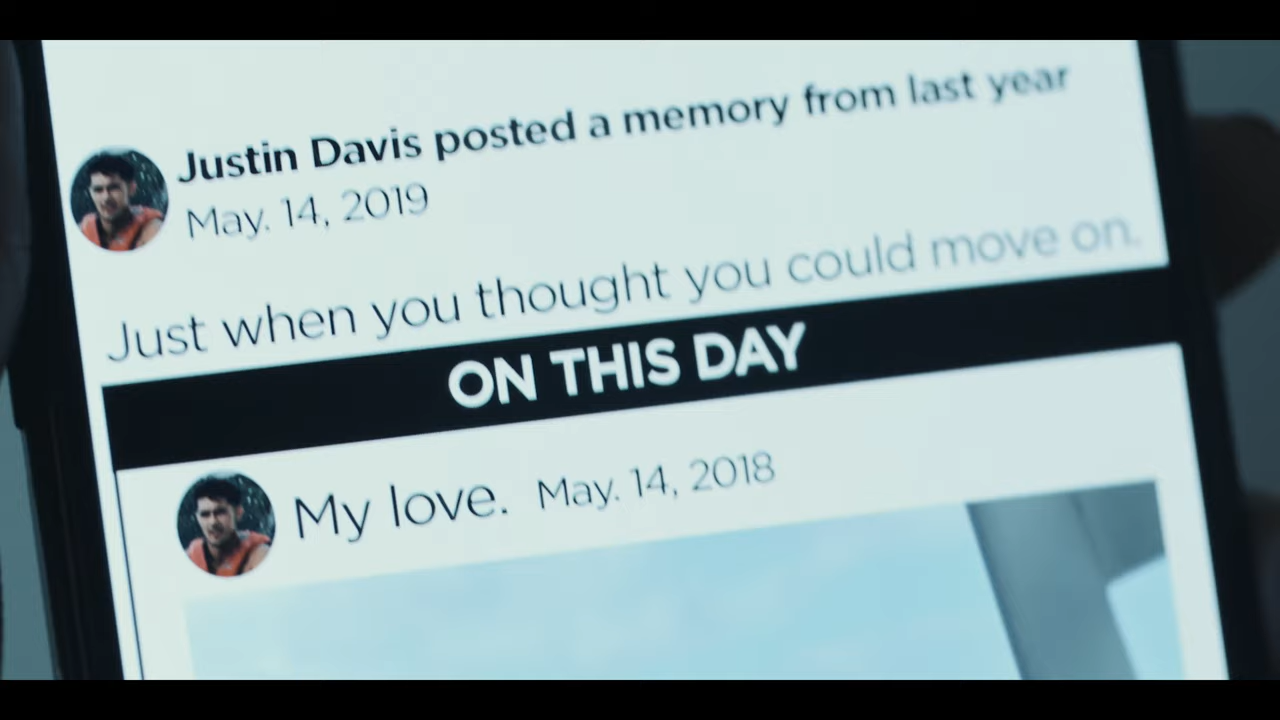 Justin Davis posted a memory from last year
May. 14, 2019
Just when you thought you could move on.
ON THIS DAY
My love. May. 14, 2018